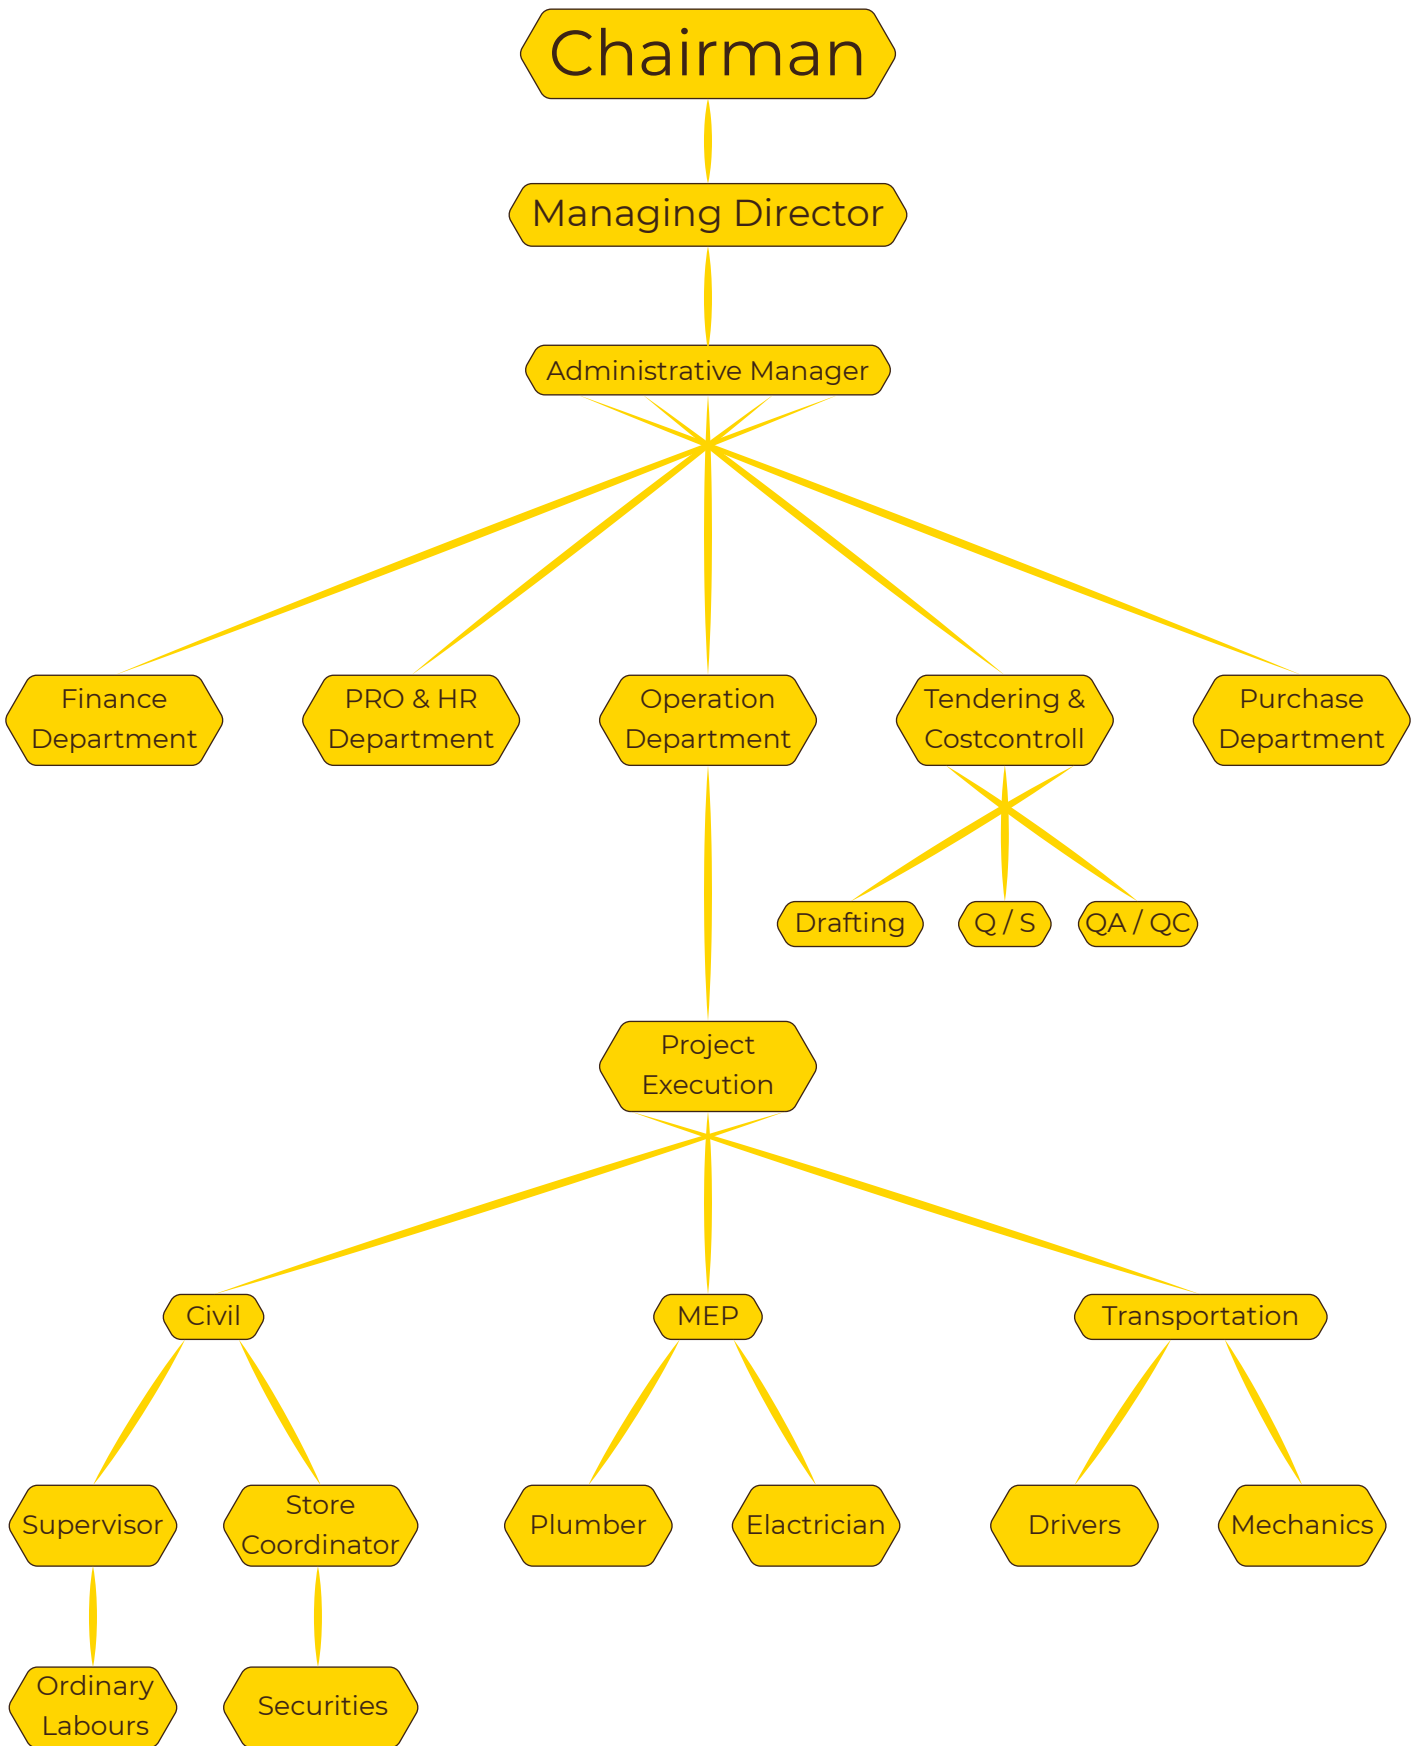 Chairman
Managing Director
Administrative Manager
Finance
Department
PRO & HR
Department
Operation
Department
Tendering &
Costcontroll
Purchase
Department
Drafting
Q / S
QA / QC
Project
Execution
Civil
MEP
Transportation
Supervisor
Store
Coordinator
Plumber
Elactrician
Drivers
Mechanics
Ordinary
Labours
Securities